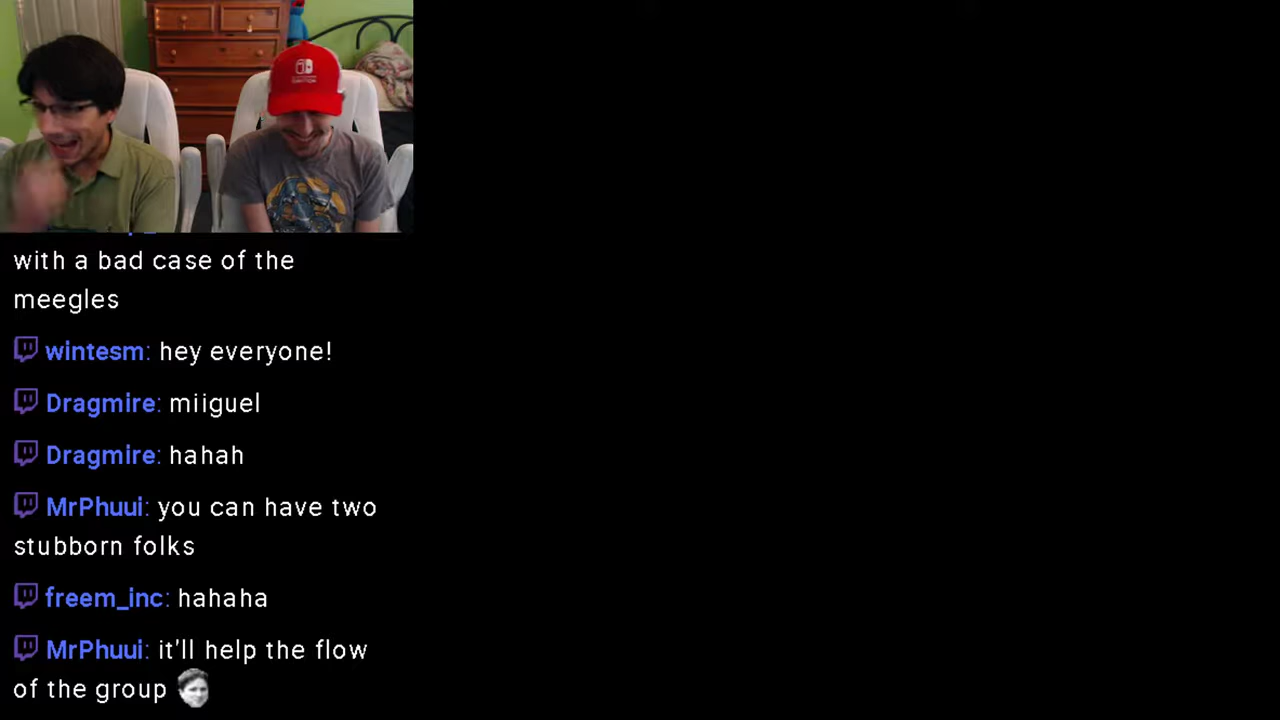 with a bad case of the
meegles
wintesm: hey everyone!
Dragmire: miiguel
Dragmire: hahah
MrPhuui: you can have two
stubborn folks
freem_inc: hahaha
MrPhuui: it'll help the flow
of the group